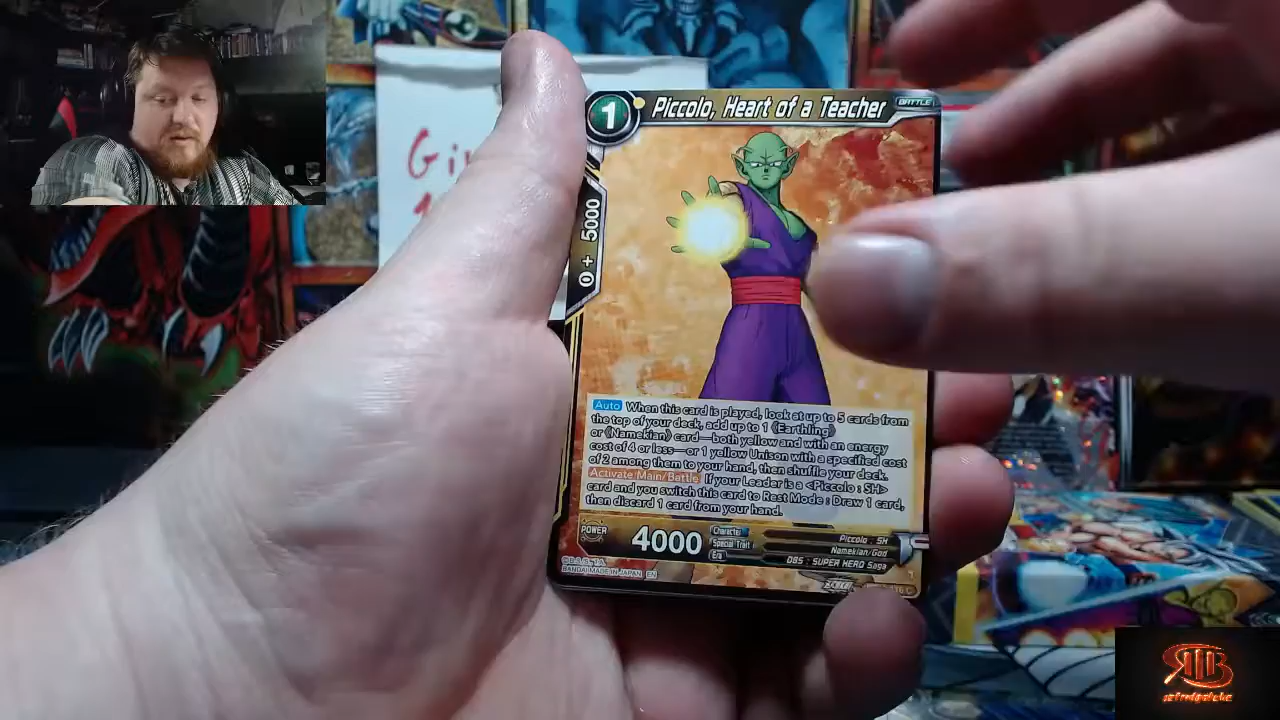 Gi
1
Piccolo, Heart of a Teacher
BATTLE
0 + 5000
Auto When this card is played, look at up to 5 cards from
the top of your deck, add up to 1 《Earthling》
or 《Namekian》 card—both yellow and with an energy
cost of 4 or less—or 1 yellow Unison with a specified cost
of 2 among them to your hand, then shuffle your deck.
Activate Main/Battle If your Leader is a <Piccolo : SH>
card and you switch this card to Rest Mode : Draw 1 card,
then discard 1 card from your hand.
POWER
4000
Character
Piccolo : SH
Special Trait
Namekian/God
Era
DBS : SUPER HERO Saga
BANDAI MADE IN JAPAN EN